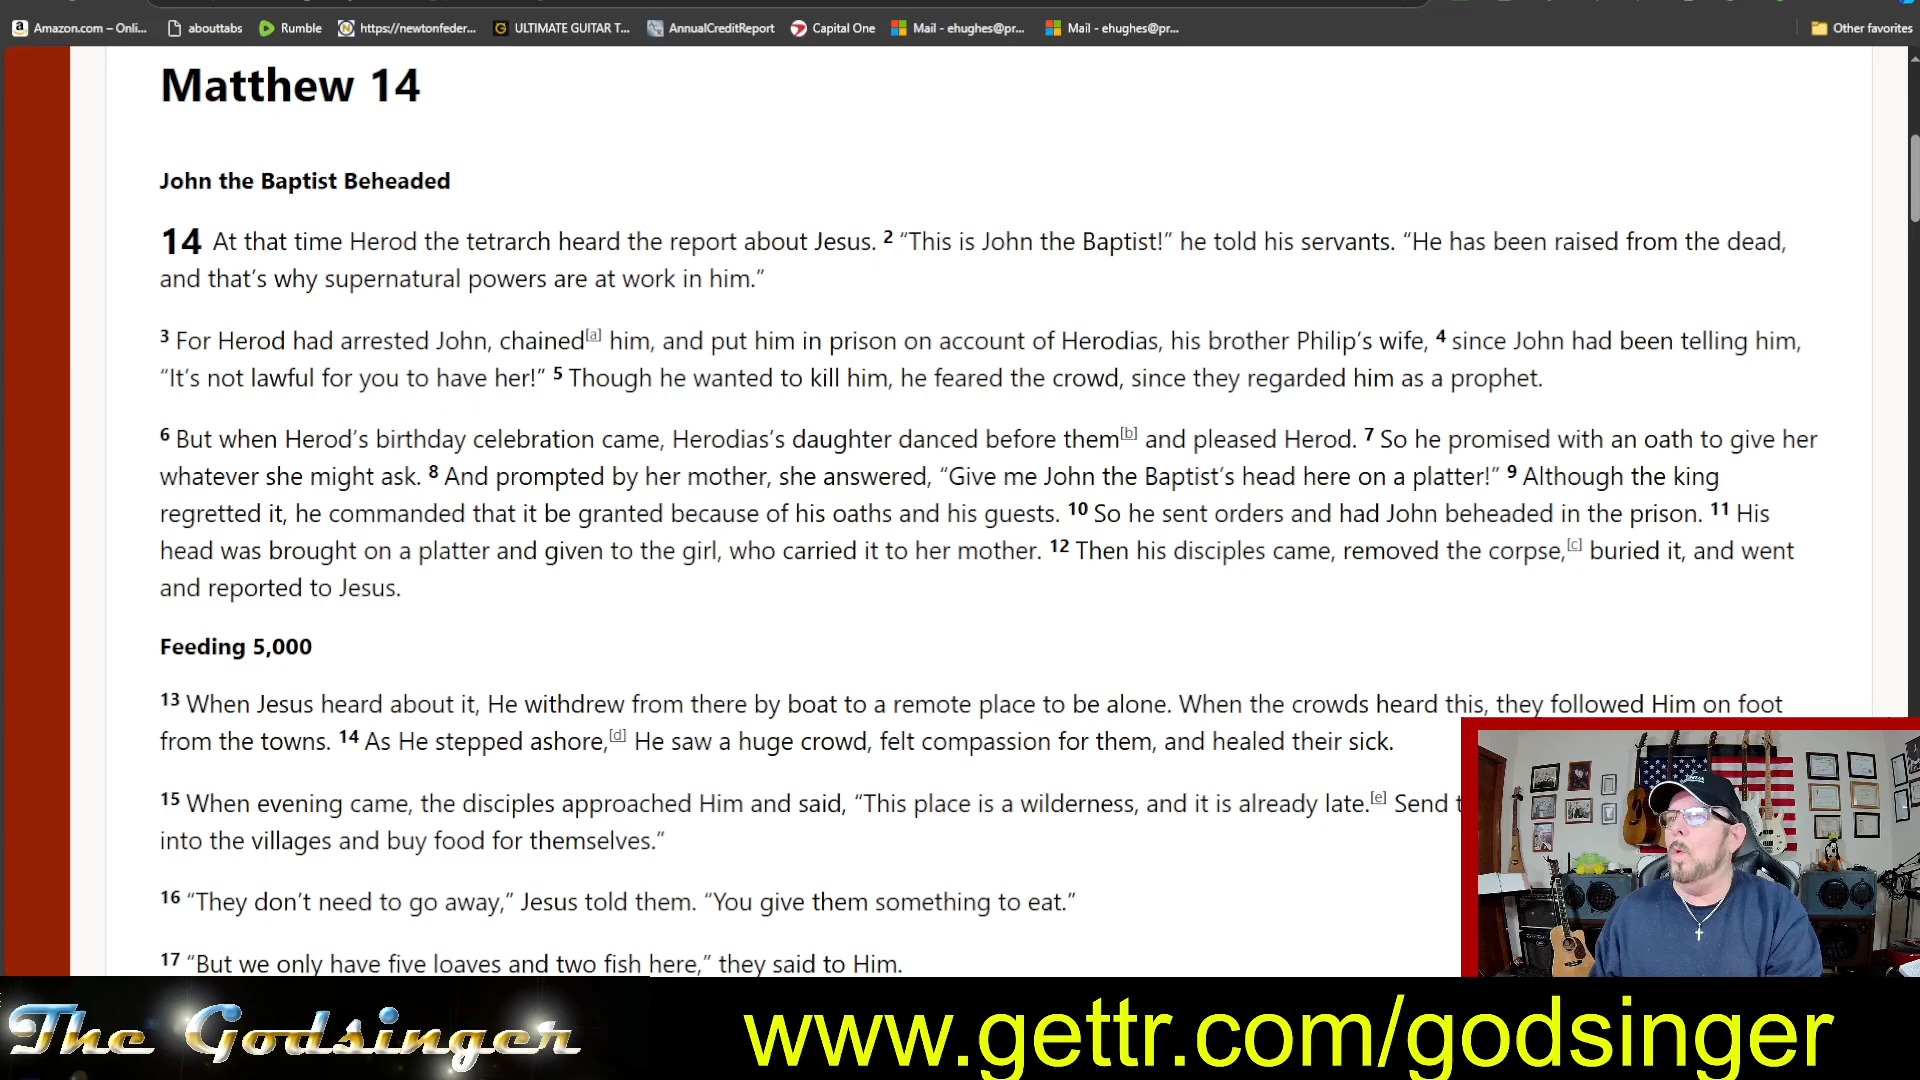 Amazon.com – Onli...
abouttabs
Rumble
https://newtonfeder...
ULTIMATE GUITAR T...
AnnualCreditReport
Capital One
Mail - ehughes@pr...
Mail - ehughes@pr...
Other favorites
Matthew 14
John the Baptist Beheaded
14 At that time Herod the tetrarch heard the report about Jesus. 2 “This is John the Baptist!” he told his servants. “He has been raised from the dead,
and that’s why supernatural powers are at work in him.”
3 For Herod had arrested John, chained[a] him, and put him in prison on account of Herodias, his brother Philip’s wife, 4 since John had been telling him,
“It’s not lawful for you to have her!” 5 Though he wanted to kill him, he feared the crowd, since they regarded him as a prophet.
6 But when Herod’s birthday celebration came, Herodias’s daughter danced before them[b] and pleased Herod. 7 So he promised with an oath to give her
whatever she might ask. 8 And prompted by her mother, she answered, “Give me John the Baptist’s head here on a platter!” 9 Although the king
regretted it, he commanded that it be granted because of his oaths and his guests. 10 So he sent orders and had John beheaded in the prison. 11 His
head was brought on a platter and given to the girl, who carried it to her mother. 12 Then his disciples came, removed the corpse,[c] buried it, and went
and reported to Jesus.
Feeding 5,000
13 When Jesus heard about it, He withdrew from there by boat to a remote place to be alone. When the crowds heard this, they followed Him on foot
from the towns. 14 As He stepped ashore,[d] He saw a huge crowd, felt compassion for them, and healed their sick.
15 When evening came, the disciples approached Him and said, “This place is a wilderness, and it is already late.[e] Send
into the villages and buy food for themselves.”
16 “They don’t need to go away,” Jesus told them. “You give them something to eat.”
17 “But we only have five loaves and two fish here,” they said to Him.
The Godsinger
www.gettr.com/godsinger